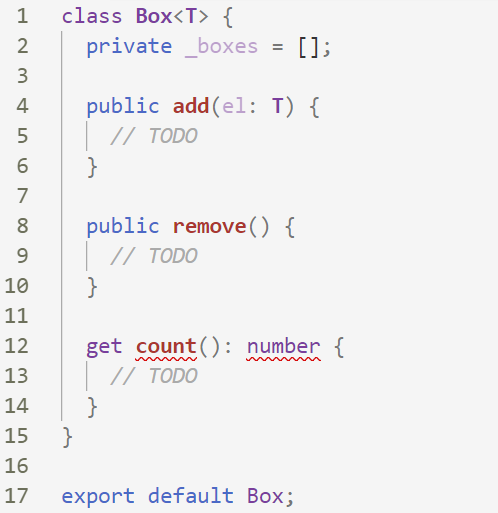 1 class Box<T> {
2 private _boxes = [];
3
4 public add(el: T) {
5 // TODO
6 }
7
8 public remove() {
9 // TODO
10 }
11
12 get count(): number {
13 // TODO
14 }
15 }
16
17 export default Box;